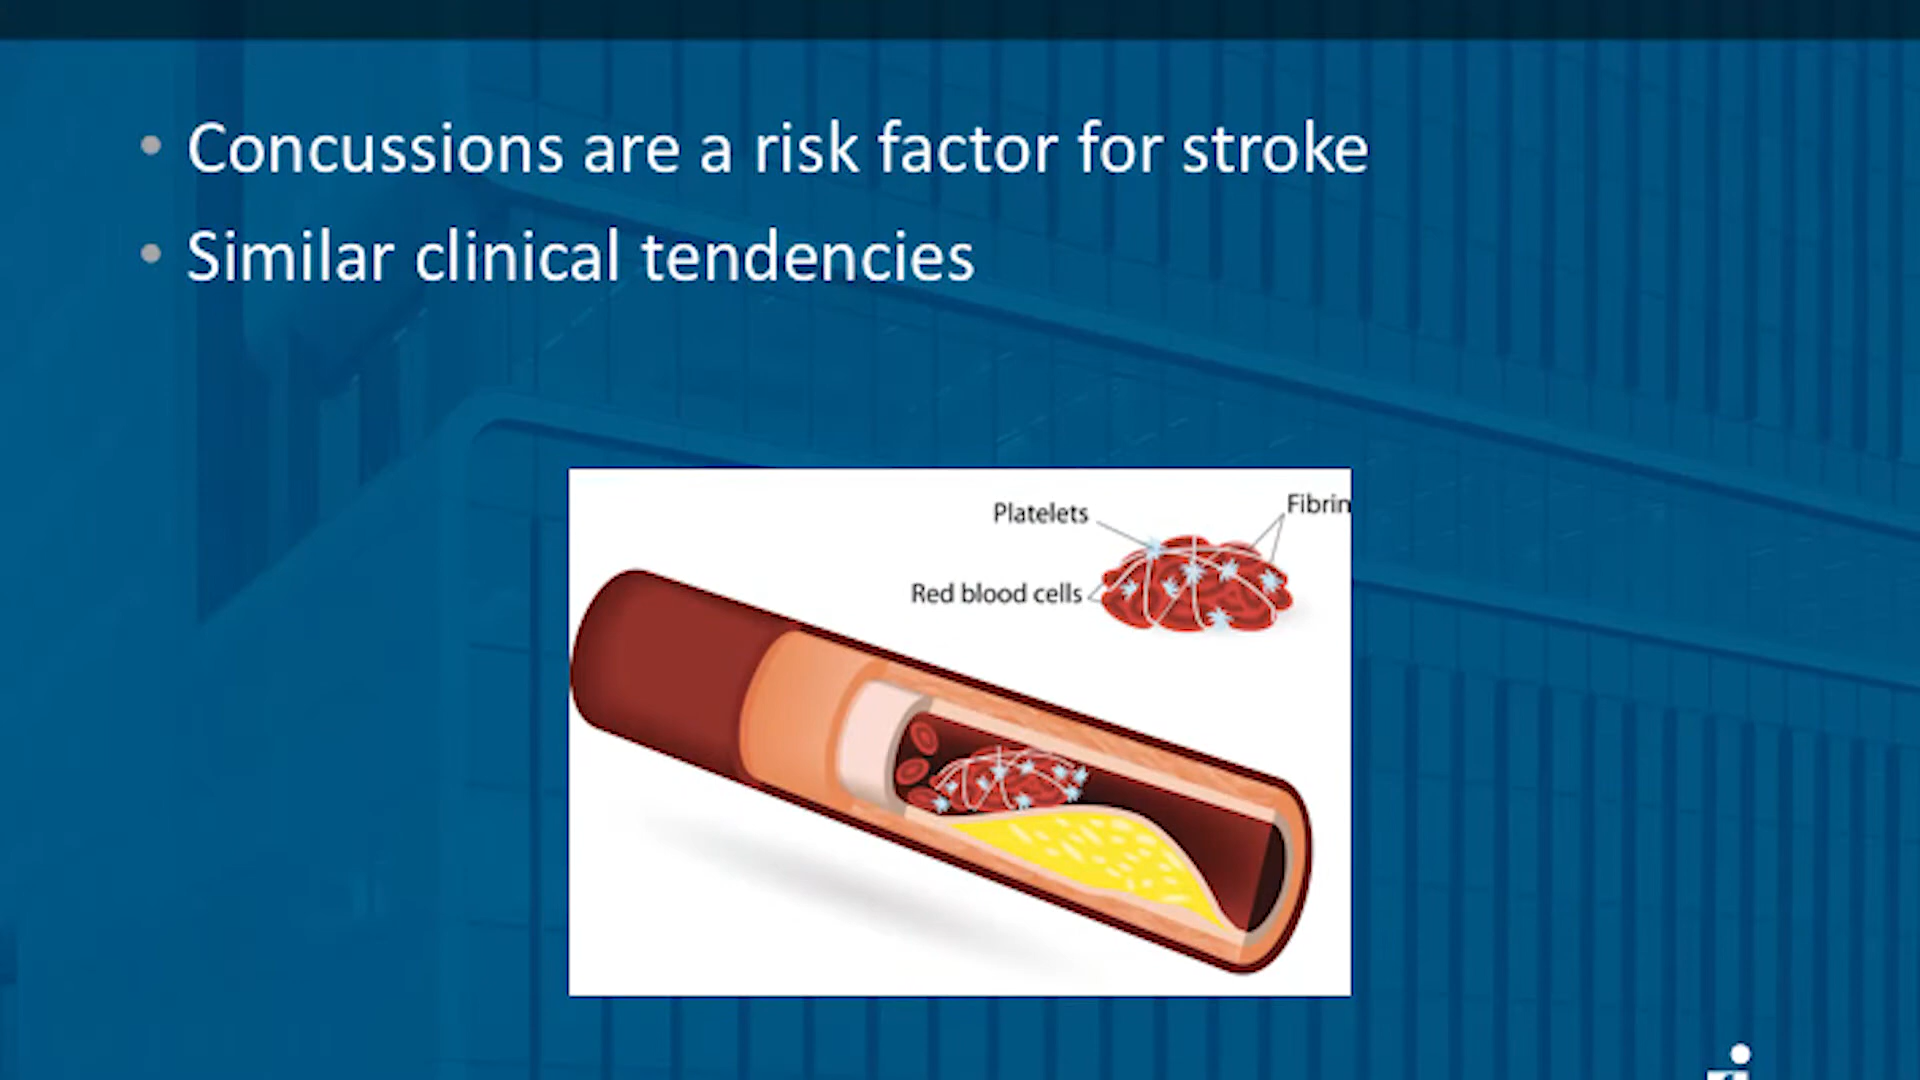 • Concussions are a risk factor for stroke
• Similar clinical tendencies
Platelets
Fibrin
Red blood cells